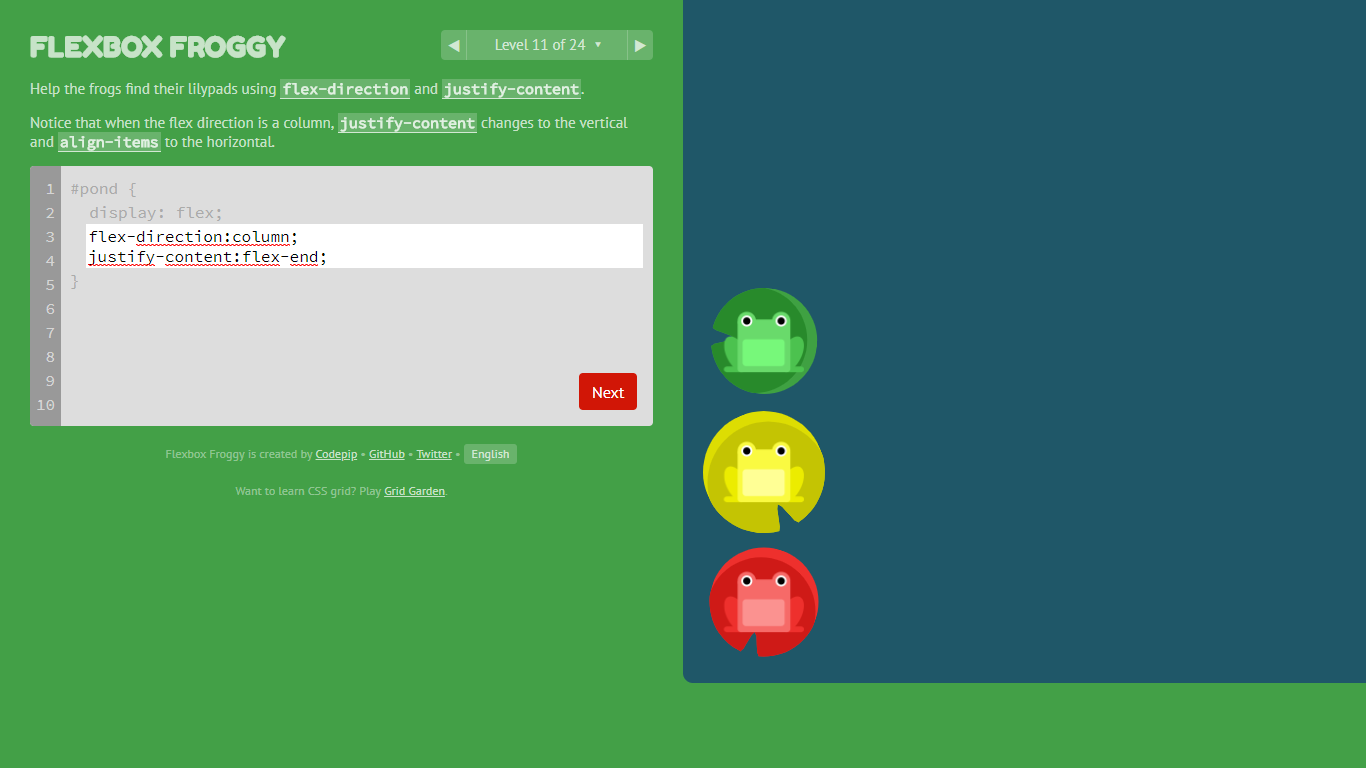 FLEXBOX FROGGY
◀ Level 11 of 24 ▼ ▶
Help the frogs find their lilypads using flex-direction and justify-content.
Notice that when the flex direction is a column, justify-content changes to the vertical
and align-items to the horizontal.
1 #pond {
2 display: flex;
3 flex-direction:column;
4 justify-content:flex-end;
5 }
6
7
8
9
10
Next
Flexbox Froggy is created by Codepip • GitHub • Twitter • English
Want to learn CSS grid? Play Grid Garden.